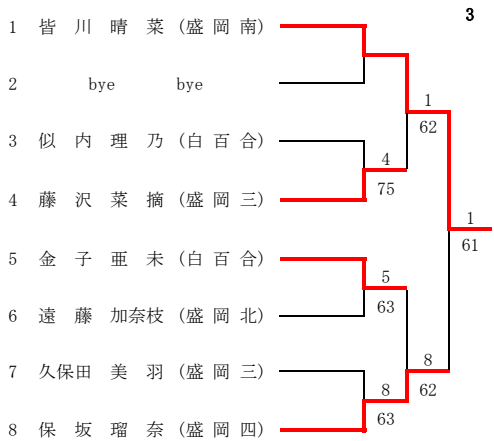 3
1 皆 川 晴 菜 (盛 岡 南)
2 bye bye
1
62
3 似 内 理 乃 (白 百 合)
4
75
4 藤 沢 菜 摘 (盛 岡 三)
1
61
5 金 子 亜 未 (白 百 合)
5
63
6 遠 藤 加奈枝 (盛 岡 北)
8
62
7 久保田 美 羽 (盛 岡 三)
8
63
8 保 坂 瑠 奈 (盛 岡 四)